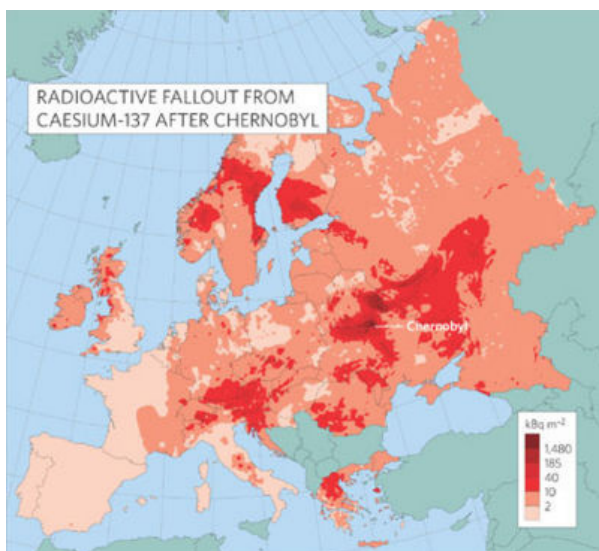 RADIOACTIVE FALLOUT FROM
CAESIUM-137 AFTER CHERNOBYL
Chernobyl
kBq m⁻²
1,480
185
40
10
2